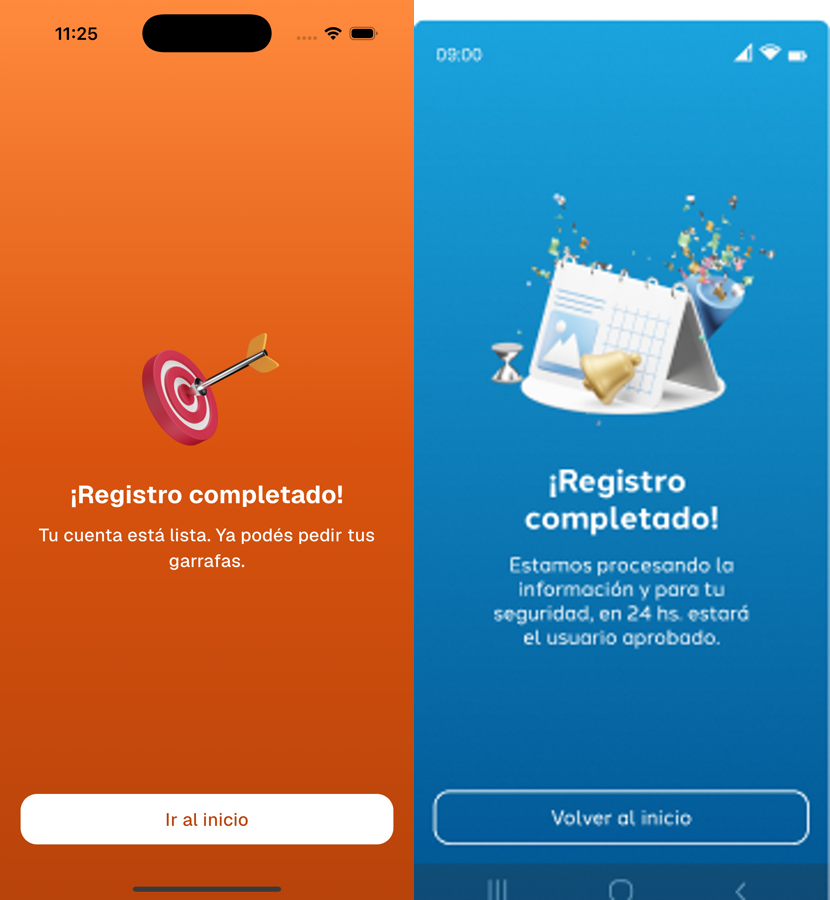 11:25
¡Registro completado!
Tu cuenta está lista. Ya podés pedir tus
garrafas.
Ir al inicio
09:00
¡Registro
completado!
Estamos procesando la
información y para tu
seguridad, en 24 hs. estará
el usuario aprobado.
Volver al inicio